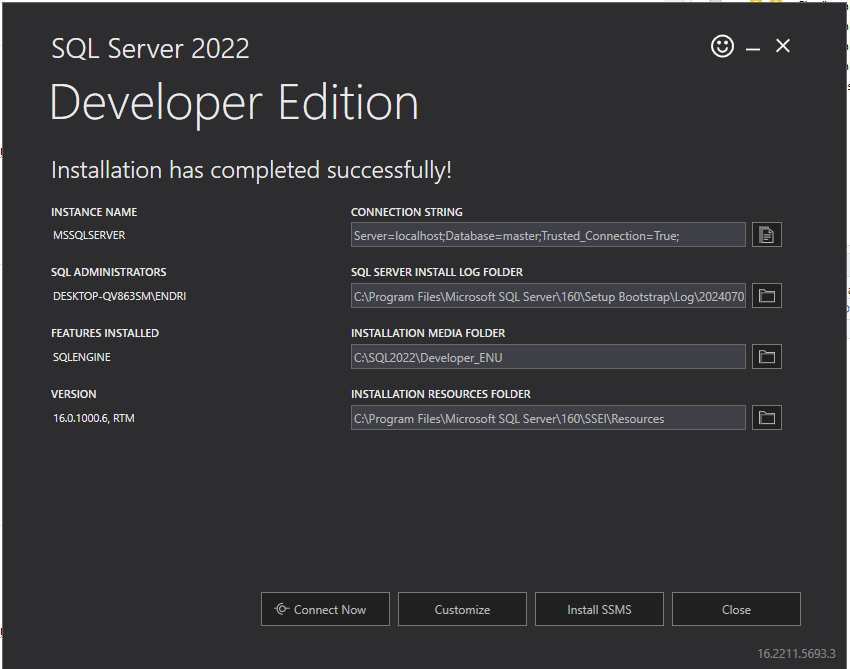 SQL Server 2022
Developer Edition
Installation has completed successfully!
INSTANCE NAME
MSSQLSERVER
CONNECTION STRING
Server=localhost;Database=master;Trusted_Connection=True;
SQL ADMINISTRATORS
DESKTOP-QV863SM\ENDRI
SQL SERVER INSTALL LOG FOLDER
C:\Program Files\Microsoft SQL Server\160\Setup Bootstrap\Log\2024070
FEATURES INSTALLED
SQLENGINE
INSTALLATION MEDIA FOLDER
C:\SQL2022\Developer_ENU
VERSION
16.0.1000.6, RTM
INSTALLATION RESOURCES FOLDER
C:\Program Files\Microsoft SQL Server\160\SSEI\Resources
Connect Now
Customize
Install SSMS
Close
16.2211.5693.3